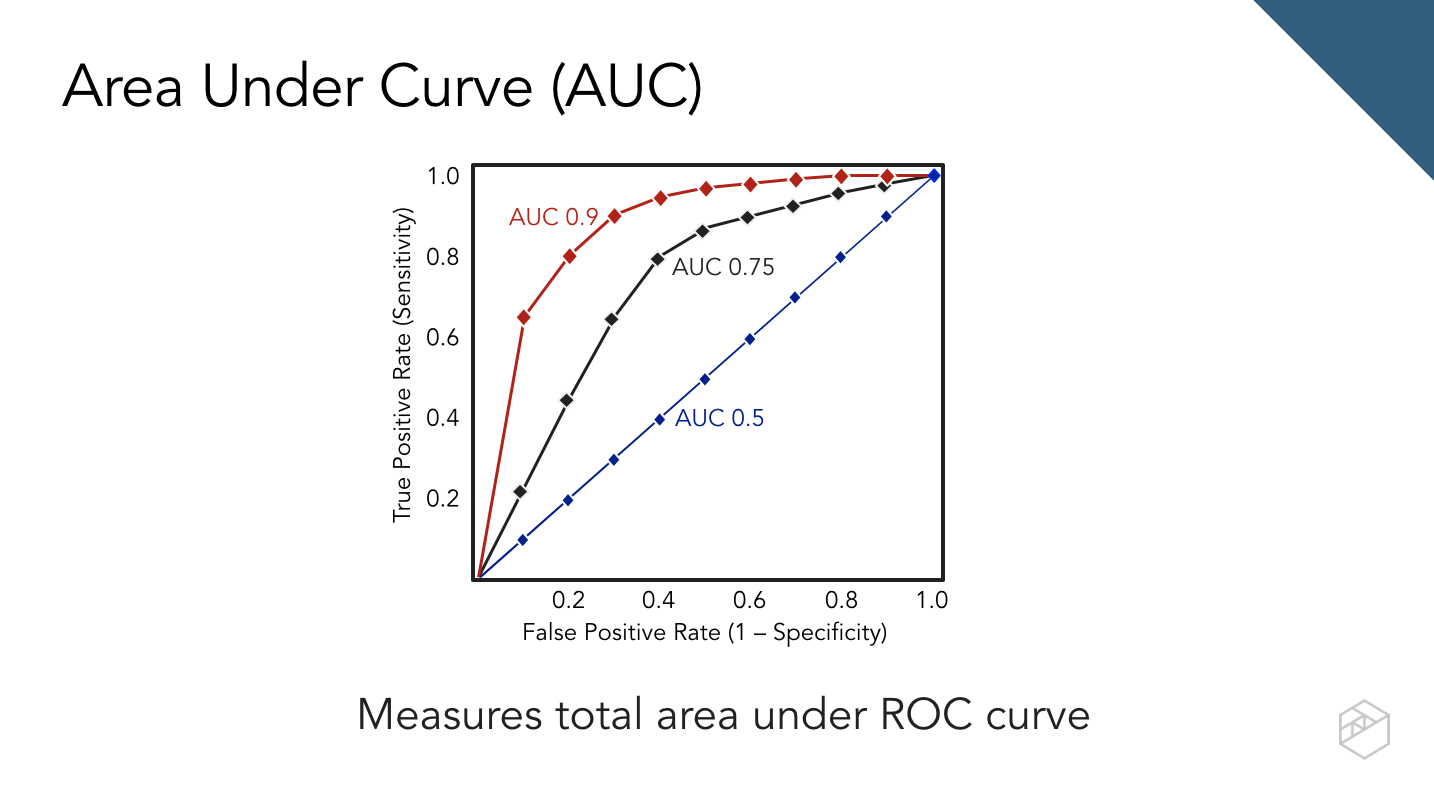 Area Under Curve (AUC)
True Positive Rate (Sensitivity)
1.0
0.8
0.6
0.4
0.2
AUC 0.9
AUC 0.75
AUC 0.5
0.2 0.4 0.6 0.8 1.0
False Positive Rate (1 – Specificity)
Measures total area under ROC curve